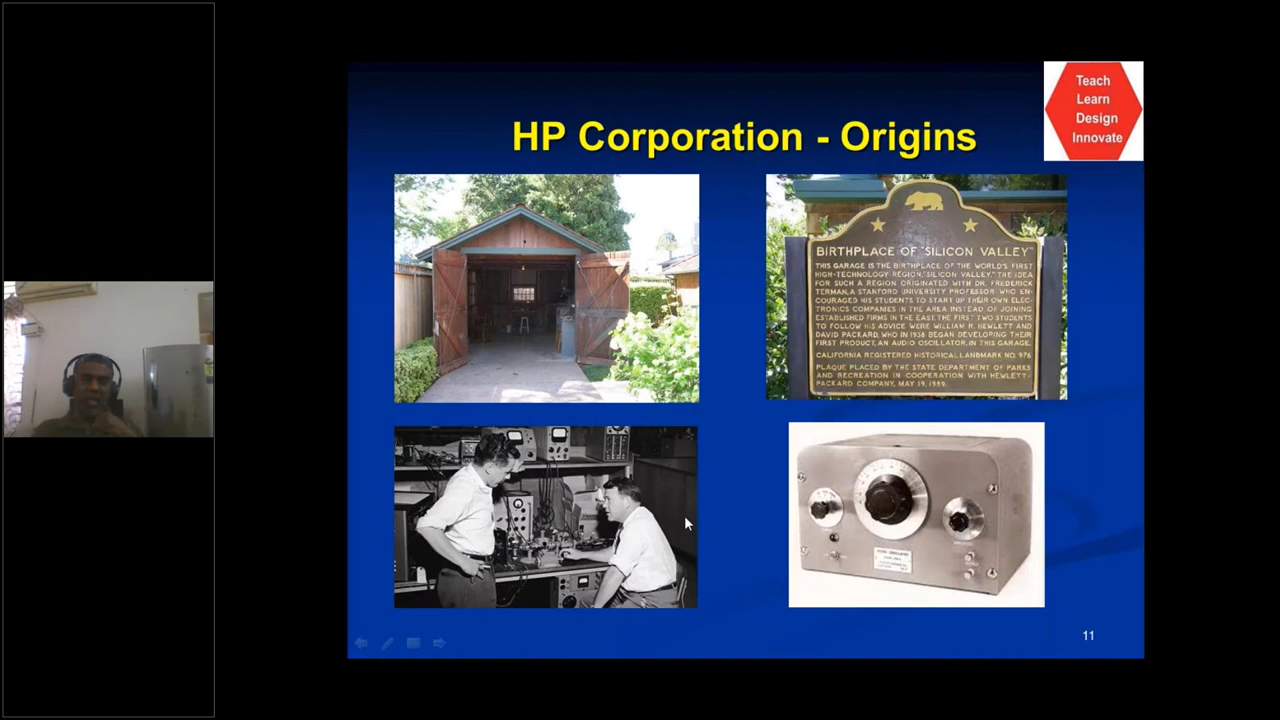 Teach
Learn
Design
Innovate
HP Corporation - Origins
BIRTHPLACE OF "SILICON VALLEY"
THIS GARAGE IS THE BIRTHPLACE OF THE WORLD'S FIRST
HIGH-TECHNOLOGY REGION, "SILICON VALLEY." THE IDEA
FOR SUCH A REGION ORIGINATED WITH DR. FREDERICK
TERMAN, A STANFORD UNIVERSITY PROFESSOR WHO EN-
COURAGED HIS STUDENTS TO START UP THEIR OWN ELEC-
TRONICS COMPANIES IN THE AREA INSTEAD OF JOINING
ESTABLISHED FIRMS IN THE EAST. THE FIRST TWO STUDENTS
TO FOLLOW HIS ADVICE WERE WILLIAM R. HEWLETT AND
DAVID PACKARD, WHO IN 1938 BEGAN DEVELOPING THEIR
FIRST PRODUCT, AN AUDIO OSCILLATOR, IN THIS GARAGE.
CALIFORNIA REGISTERED HISTORICAL LANDMARK NO. 976
PLAQUE PLACED BY THE STATE DEPARTMENT OF PARKS
AND RECREATION IN COOPERATION WITH HEWLETT-
PACKARD COMPANY, MAY 19, 1989.
11